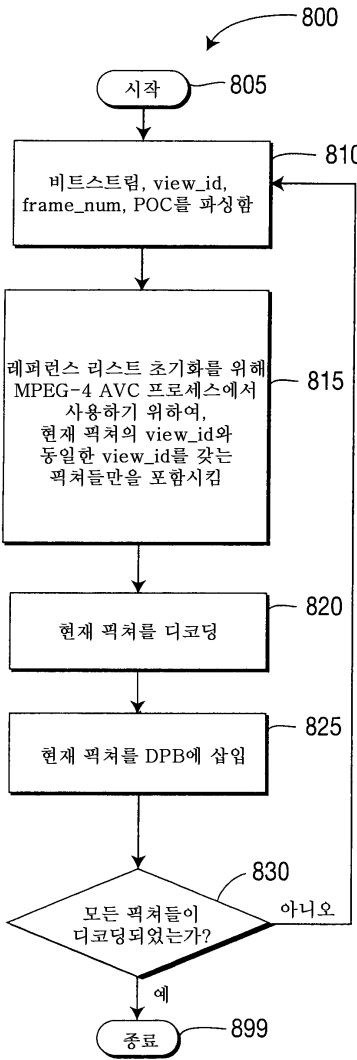 800
시작
805
810
비트스트림, view_id,
frame_num, POC를 파싱함
레퍼런스 리스트 초기화를 위해
MPEG-4 AVC 프로세스에서
사용하기 위하여,
현재 픽쳐의 view_id와
동일한 view_id를 갖는
픽쳐들만을 포함시킴
815
820
현재 픽쳐를 디코딩
825
현재 픽쳐를 DPB에 삽입
830
모든 픽쳐들이
디코딩되었는가?
아니오
예
종료
899